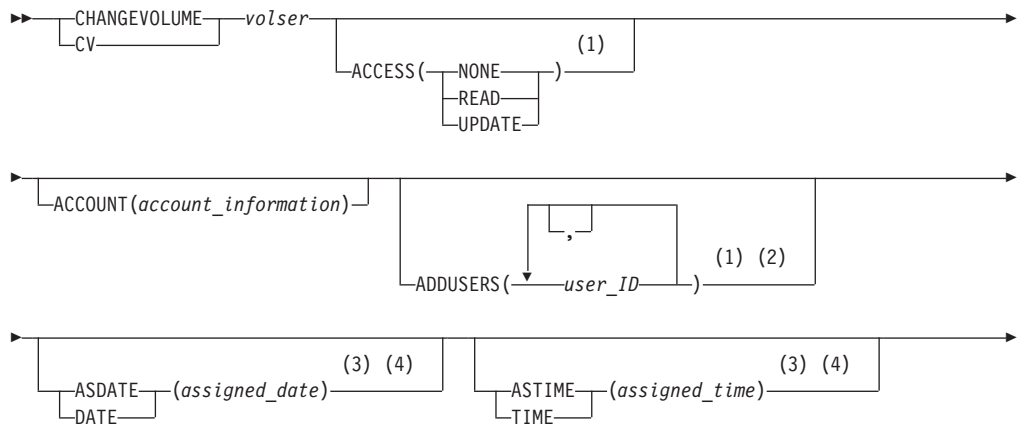 CHANGEVOLUME volser
CV
(1)
ACCESS( NONE )
READ
UPDATE
ACCOUNT(account_information)
,
(1) (2)
ADDUSERS( user_ID )
(3) (4)
ASDATE (assigned_date)
DATE
(3) (4)
ASTIME (assigned_time)
TIME